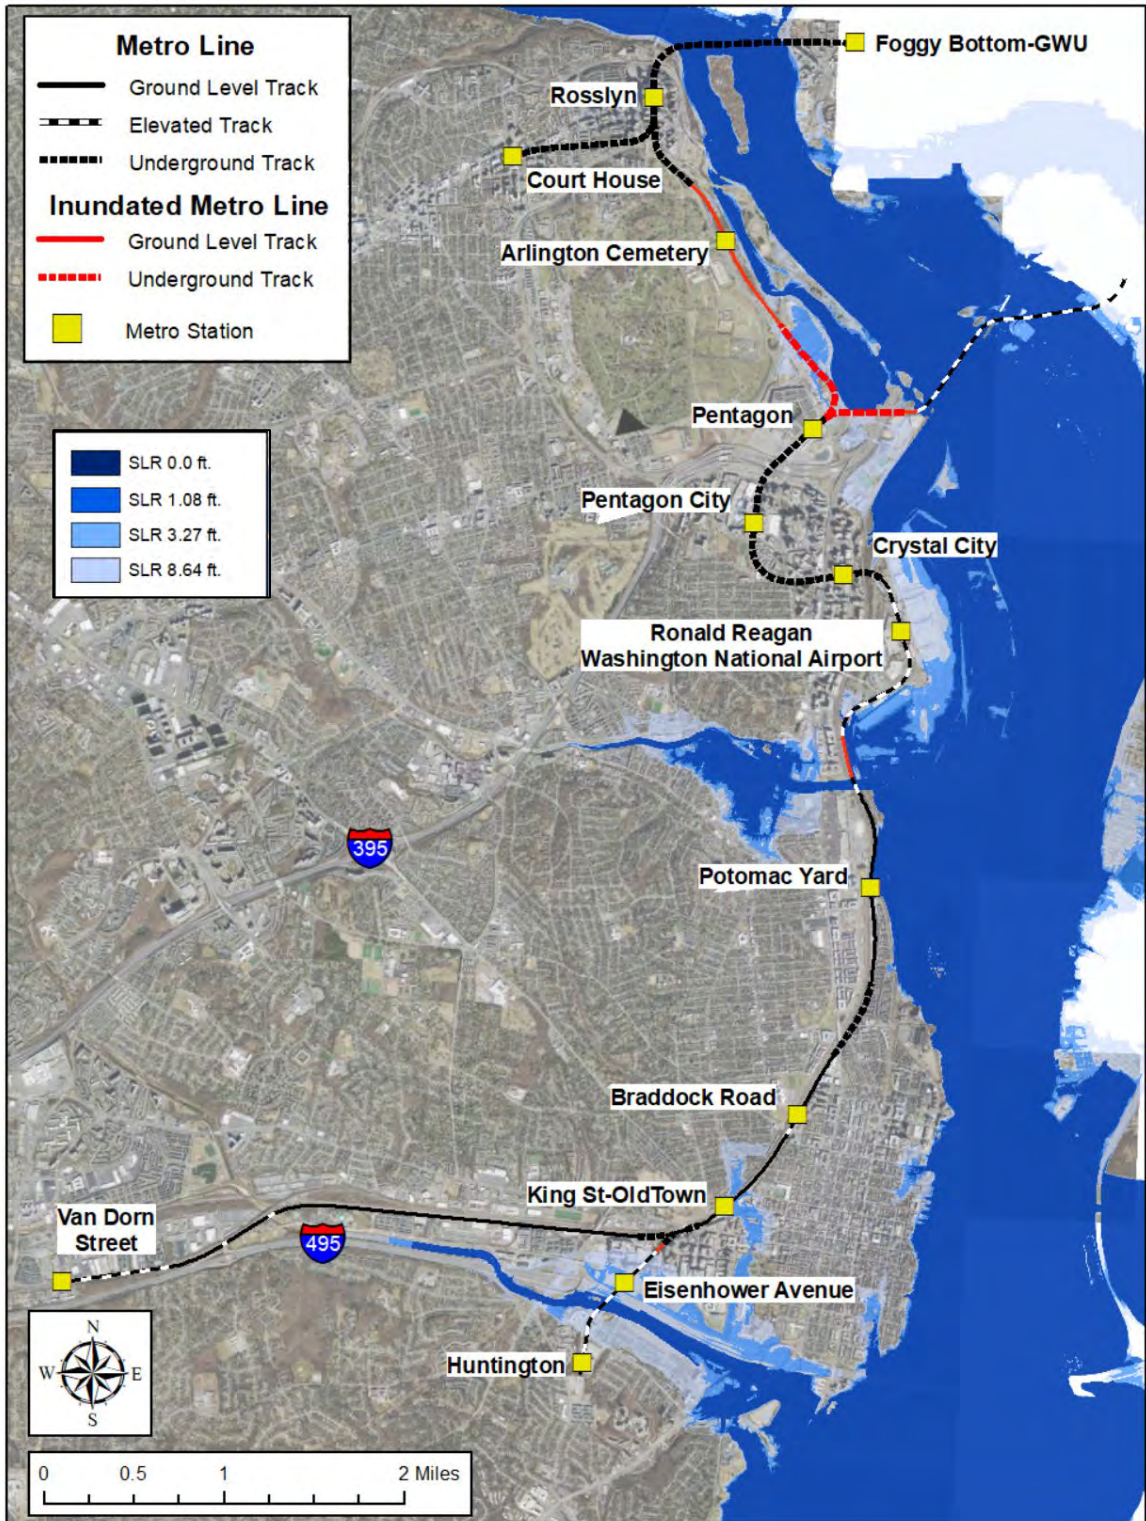 Metro Line
Ground Level Track
Elevated Track
Underground Track
Inundated Metro Line
Ground Level Track
Underground Track
Metro Station
SLR 0.0 ft.
SLR 1.08 ft.
SLR 3.27 ft.
SLR 8.64 ft.
Foggy Bottom-GWU
Rosslyn
Court House
Arlington Cemetery
Pentagon
Pentagon City
Crystal City
Ronald Reagan
Washington National Airport
395
Potomac Yard
Braddock Road
King St-OldTown
Van Dorn
Street
495
Eisenhower Avenue
Huntington
N
W E
S
0 0.5 1 2 Miles